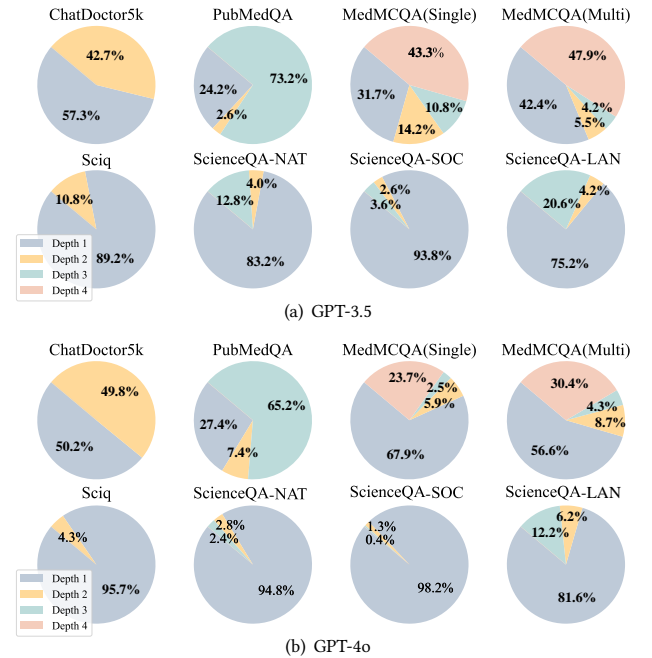 ChatDoctor5k
PubMedQA
MedMCQA(Single)
MedMCQA(Multi)
42.7%
57.3%
73.2%
24.2%
2.6%
43.3%
31.7%
10.8%
14.2%
47.9%
42.4%
4.2%
5.5%
Sciq
ScienceQA-NAT
ScienceQA-SOC
ScienceQA-LAN
10.8%
89.2%
4.0%
12.8%
83.2%
2.6%
3.6%
93.8%
4.2%
20.6%
75.2%
Depth 1
Depth 2
Depth 3
Depth 4
(a) GPT-3.5
ChatDoctor5k
PubMedQA
MedMCQA(Single)
MedMCQA(Multi)
49.8%
50.2%
65.2%
27.4%
7.4%
23.7%
2.5%
5.9%
67.9%
30.4%
4.3%
8.7%
56.6%
Sciq
ScienceQA-NAT
ScienceQA-SOC
ScienceQA-LAN
4.3%
95.7%
2.8%
2.4%
94.8%
1.3%
0.4%
98.2%
6.2%
12.2%
81.6%
Depth 1
Depth 2
Depth 3
Depth 4
(b) GPT-4o